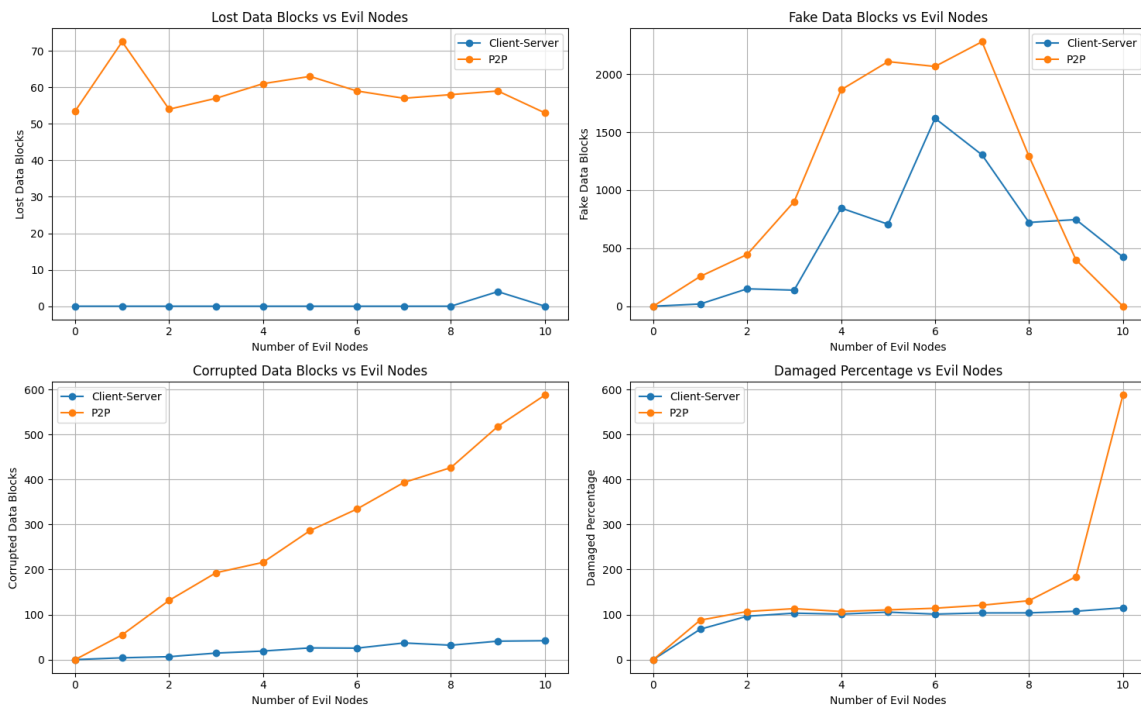 Lost Data Blocks vs Evil Nodes
Client-Server
P2P
Lost Data Blocks
70
60
50
40
30
20
10
0
0 2 4 6 8 10
Number of Evil Nodes
Fake Data Blocks vs Evil Nodes
Client-Server
P2P
Fake Data Blocks
2000
1500
1000
500
0
0 2 4 6 8 10
Number of Evil Nodes
Corrupted Data Blocks vs Evil Nodes
Client-Server
P2P
Corrupted Data Blocks
600
500
400
300
200
100
0
0 2 4 6 8 10
Number of Evil Nodes
Damaged Percentage vs Evil Nodes
Client-Server
P2P
Damaged Percentage
600
500
400
300
200
100
0
0 2 4 6 8 10
Number of Evil Nodes